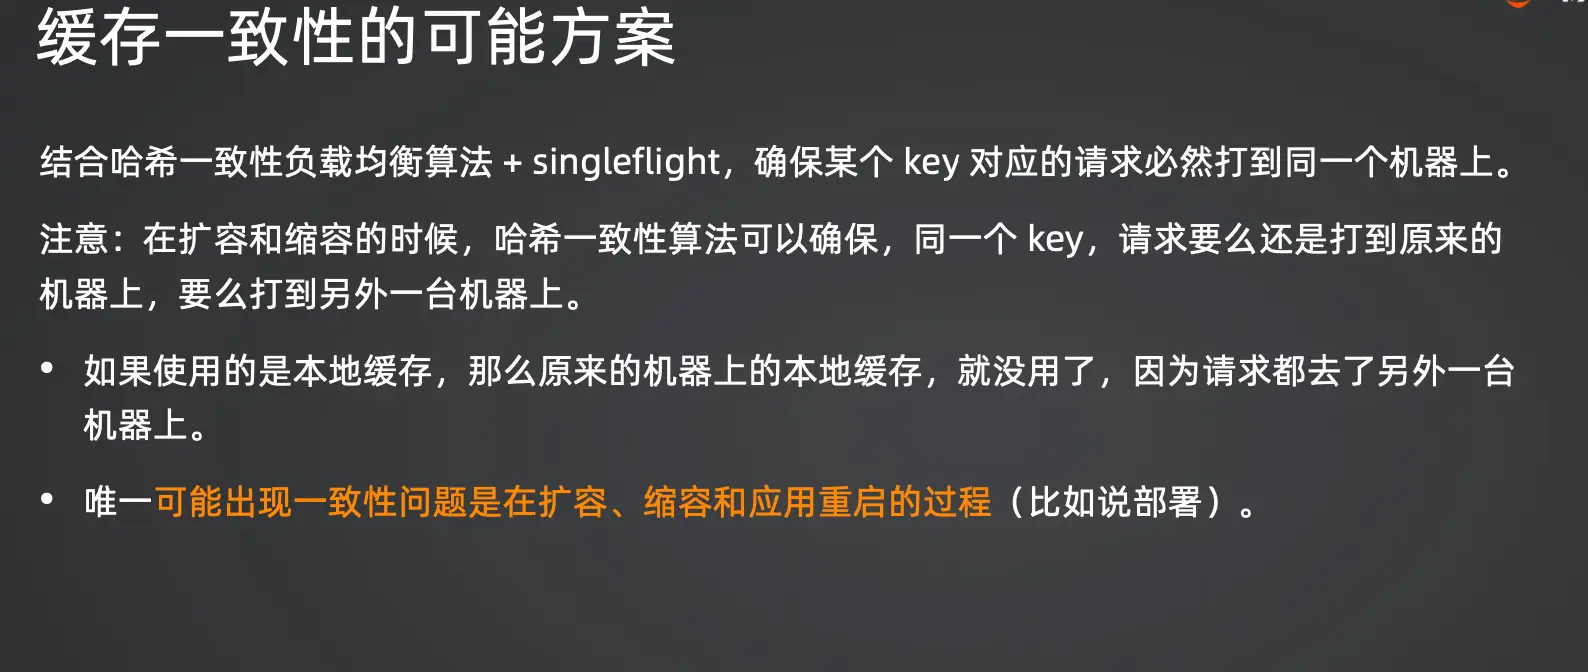 缓存一致性的可能方案
结合哈希一致性负载均衡算法 + singleflight，确保某个 key 对应的请求必然打到同一个机器上。
注意：在扩容和缩容的时候，哈希一致性算法可以确保，同一个 key，请求要么还是打到原来的
机器上，要么打到另外一台机器上。
• 如果使用的是本地缓存，那么原来的机器上的本地缓存，就没用了，因为请求都去了另外一台
机器上。
• 唯一可能出现一致性问题是在扩容、缩容和应用重启的过程（比如说部署）。